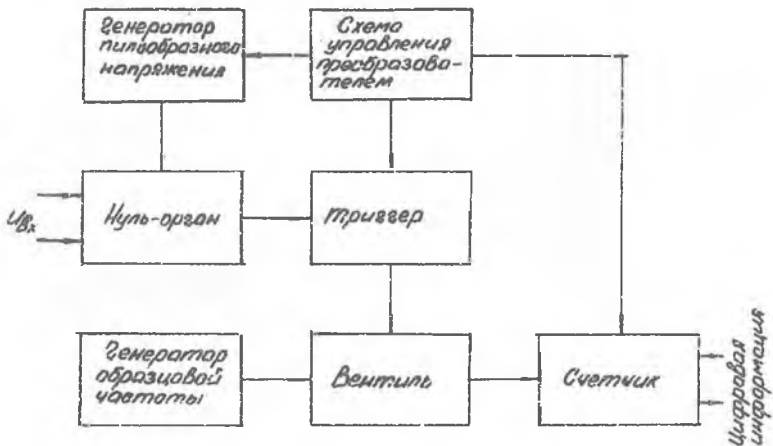 Генератор
пилообразного
напряжения
Схема
управления
преобразова-
телем
Uвх
Нуль-орган
триггер
Генератор
образцовой
частоты
Вентиль
Счетчик
Цифровая
информация